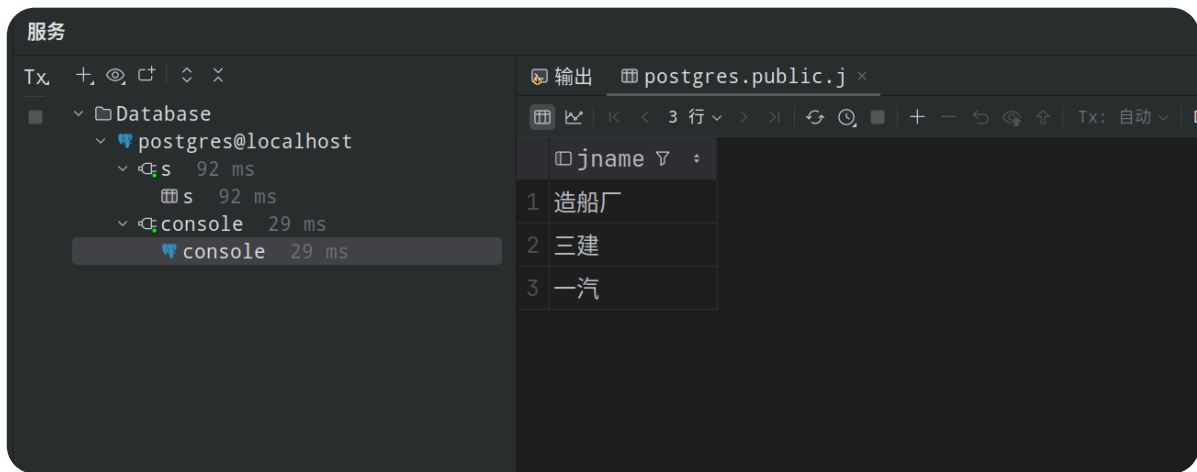 服务
Tx
Database
postgres@localhost
s 92 ms
s 92 ms
console 29 ms
console 29 ms
输出 postgres.public.j ×
3 行 Tx: 自动
jname
1 造船厂
2 三建
3 一汽